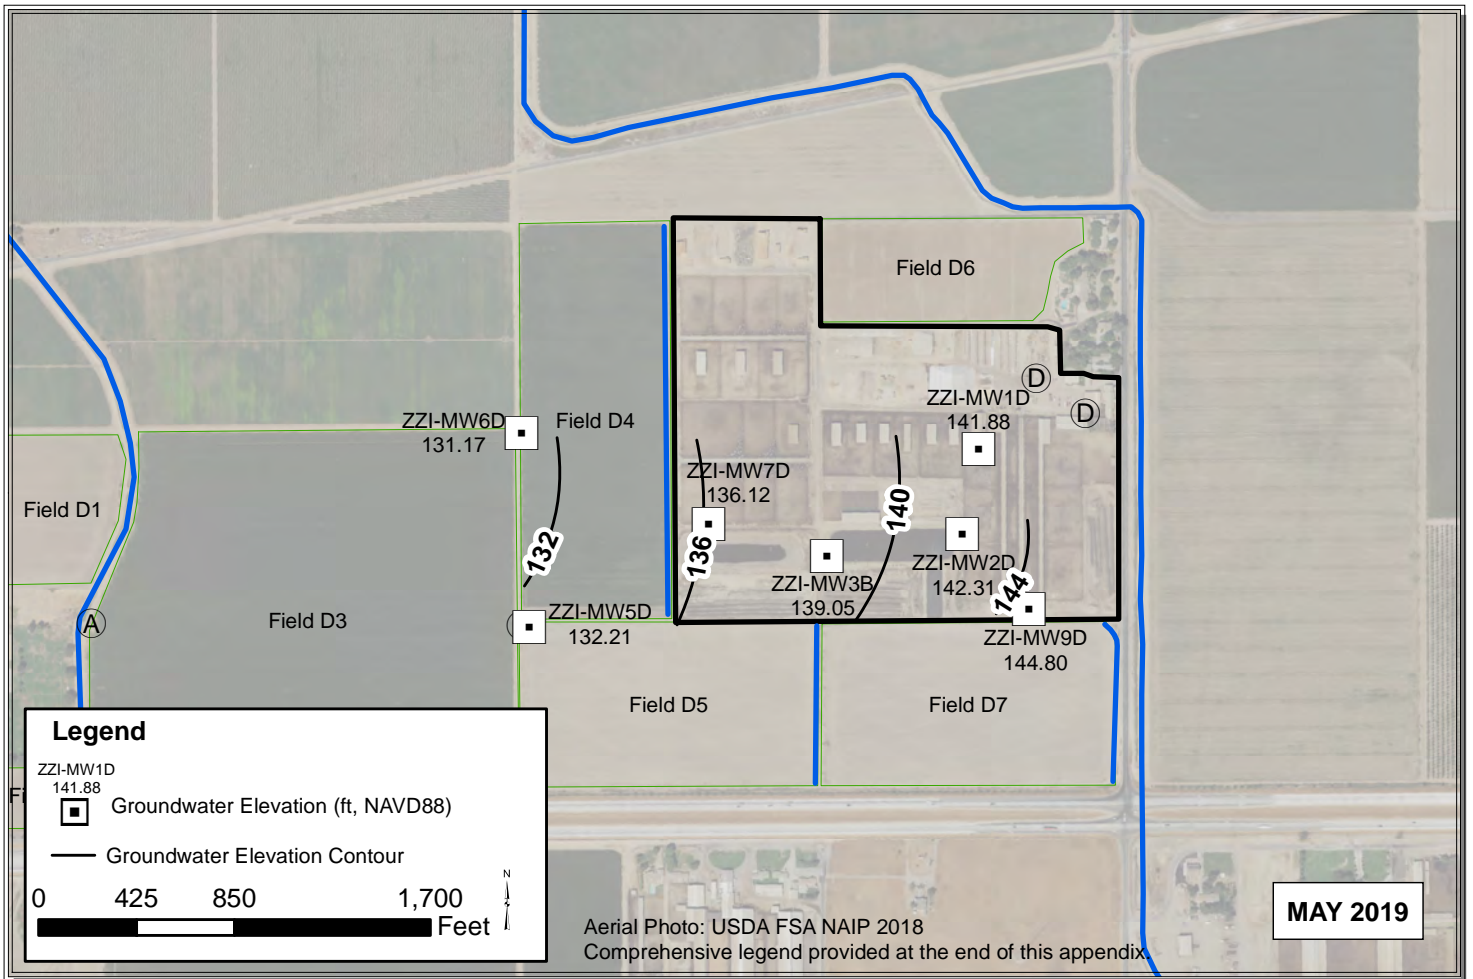 Field D6
D
ZZI-MW1D
141.88
D
ZZI-MW6D
131.17
Field D4
ZZI-MW7D
136.12
140
Field D1
132
136
ZZI-MW2D
142.31
ZZI-MW3B
139.05
144
A
Field D3
ZZI-MW5D
132.21
ZZI-MW9D
144.80
Field D5
Field D7
Legend
ZZI-MW1D
141.88
Groundwater Elevation (ft, NAVD88)
Groundwater Elevation Contour
N
0 425 850 1,700
Feet
Fi
Aerial Photo: USDA FSA NAIP 2018
Comprehensive legend provided at the end of this appendix.
MAY 2019